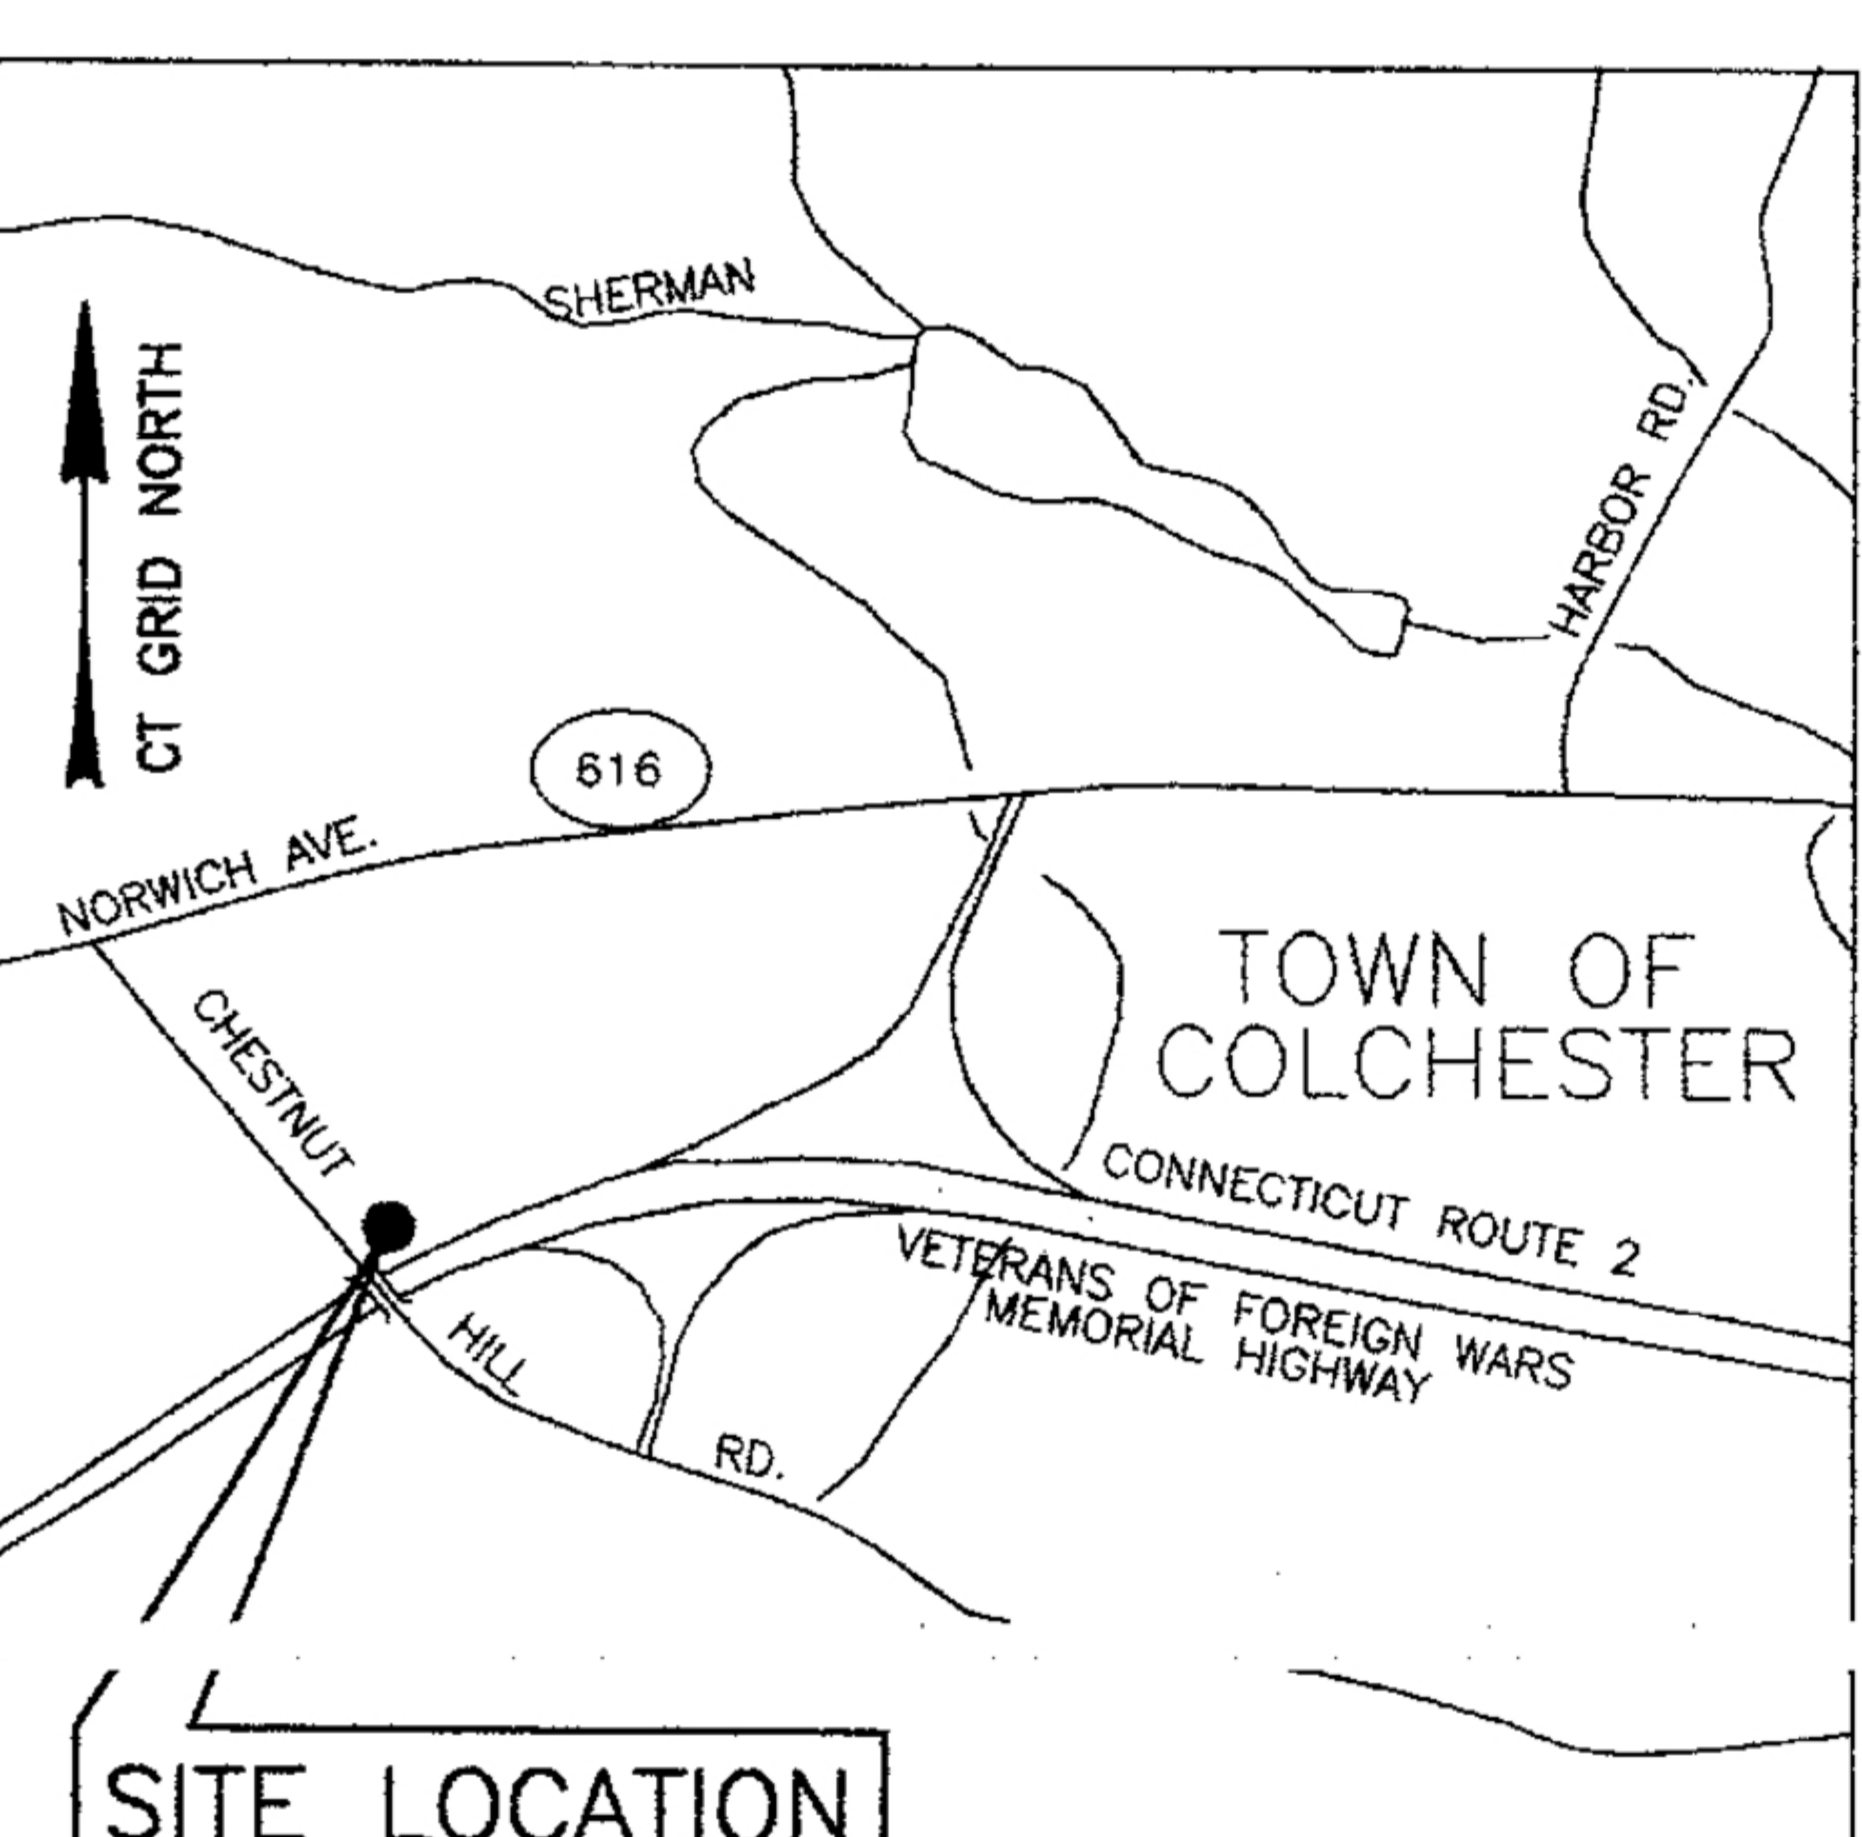 SHERMAN
CT GRID NORTH
HARBOR RD.
616
NORWICH AVE.
TOWN OF
COLCHESTER
CHESTNUT
HILL
RD.
CONNECTICUT ROUTE 2
VETERANS OF FOREIGN WARS
MEMORIAL HIGHWAY
SITE LOCATION